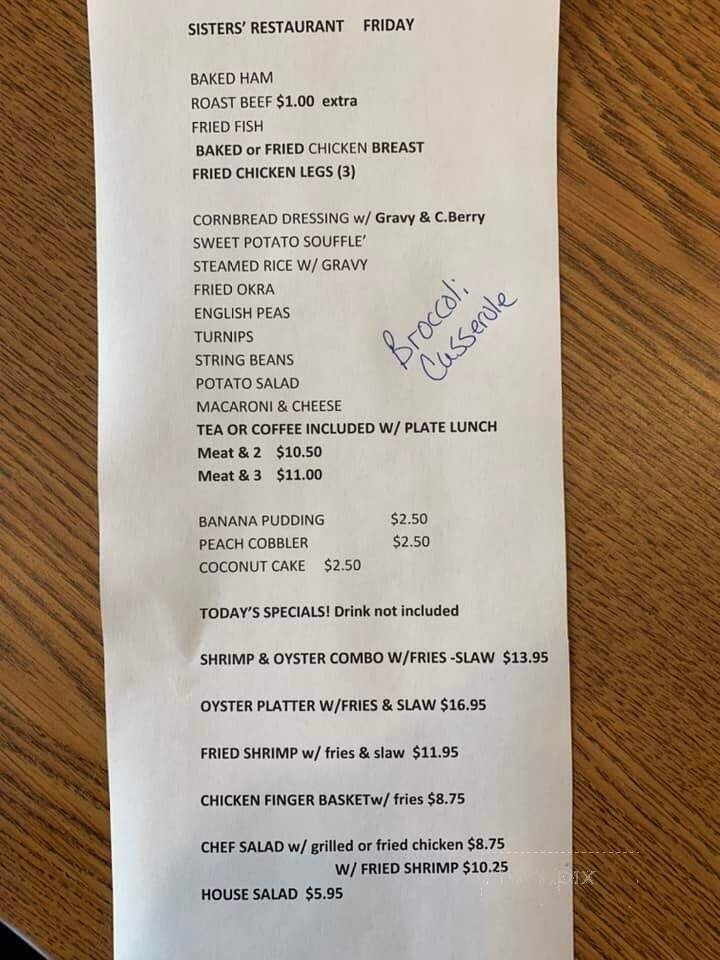 SISTERS' RESTAURANT FRIDAY
BAKED HAM
ROAST BEEF $1.00 extra
FRIED FISH
BAKED or FRIED CHICKEN BREAST
FRIED CHICKEN LEGS (3)
CORNBREAD DRESSING w/ Gravy & C.Berry
SWEET POTATO SOUFFLE'
STEAMED RICE W/ GRAVY
FRIED OKRA
ENGLISH PEAS
TURNIPS
STRING BEANS
POTATO SALAD
MACARONI & CHEESE
Broccoli
Casserole
TEA OR COFFEE INCLUDED W/ PLATE LUNCH
Meat & 2 $10.50
Meat & 3 $11.00
BANANA PUDDING $2.50
PEACH COBBLER $2.50
COCONUT CAKE $2.50
TODAY'S SPECIALS! Drink not included
SHRIMP & OYSTER COMBO W/FRIES -SLAW $13.95
OYSTER PLATTER W/FRIES & SLAW $16.95
FRIED SHRIMP w/ fries & slaw $11.95
CHICKEN FINGER BASKETw/ fries $8.75
CHEF SALAD w/ grilled or fried chicken $8.75
W/ FRIED SHRIMP $10.25
HOUSE SALAD $5.95